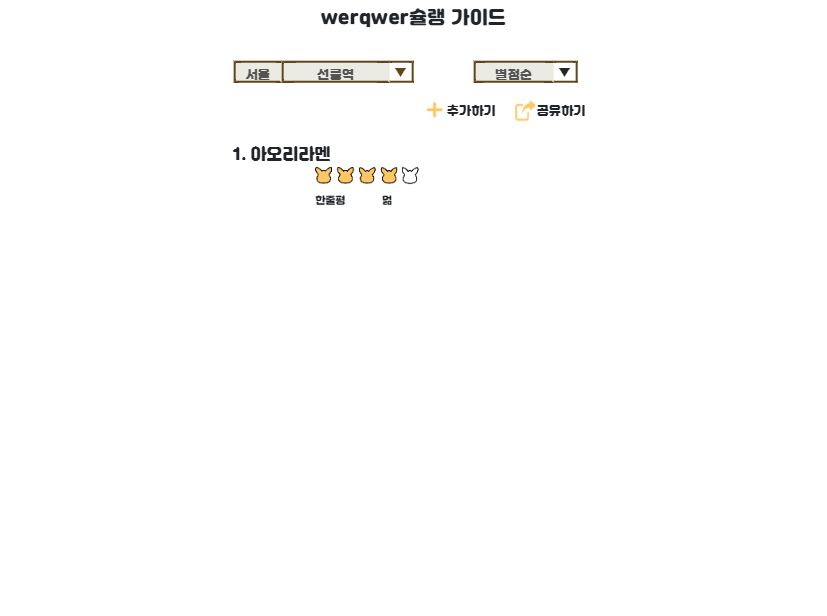 werqwer슐랭 가이드
서울 선릉역 ▼ 별점순 ▼
추가하기 공유하기
1. 아오리라멘
한줄평 얾